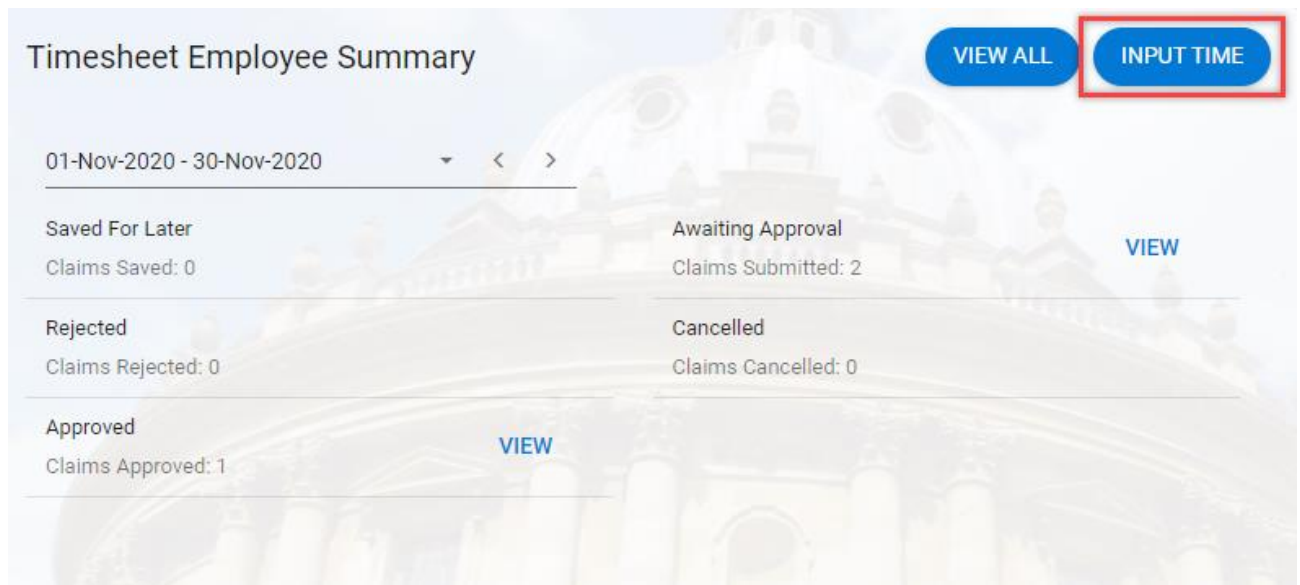 Timesheet Employee Summary
VIEW ALL
INPUT TIME
01-Nov-2020 - 30-Nov-2020
Saved For Later
Claims Saved: 0
Awaiting Approval
Claims Submitted: 2
VIEW
Rejected
Claims Rejected: 0
Cancelled
Claims Cancelled: 0
Approved
Claims Approved: 1
VIEW